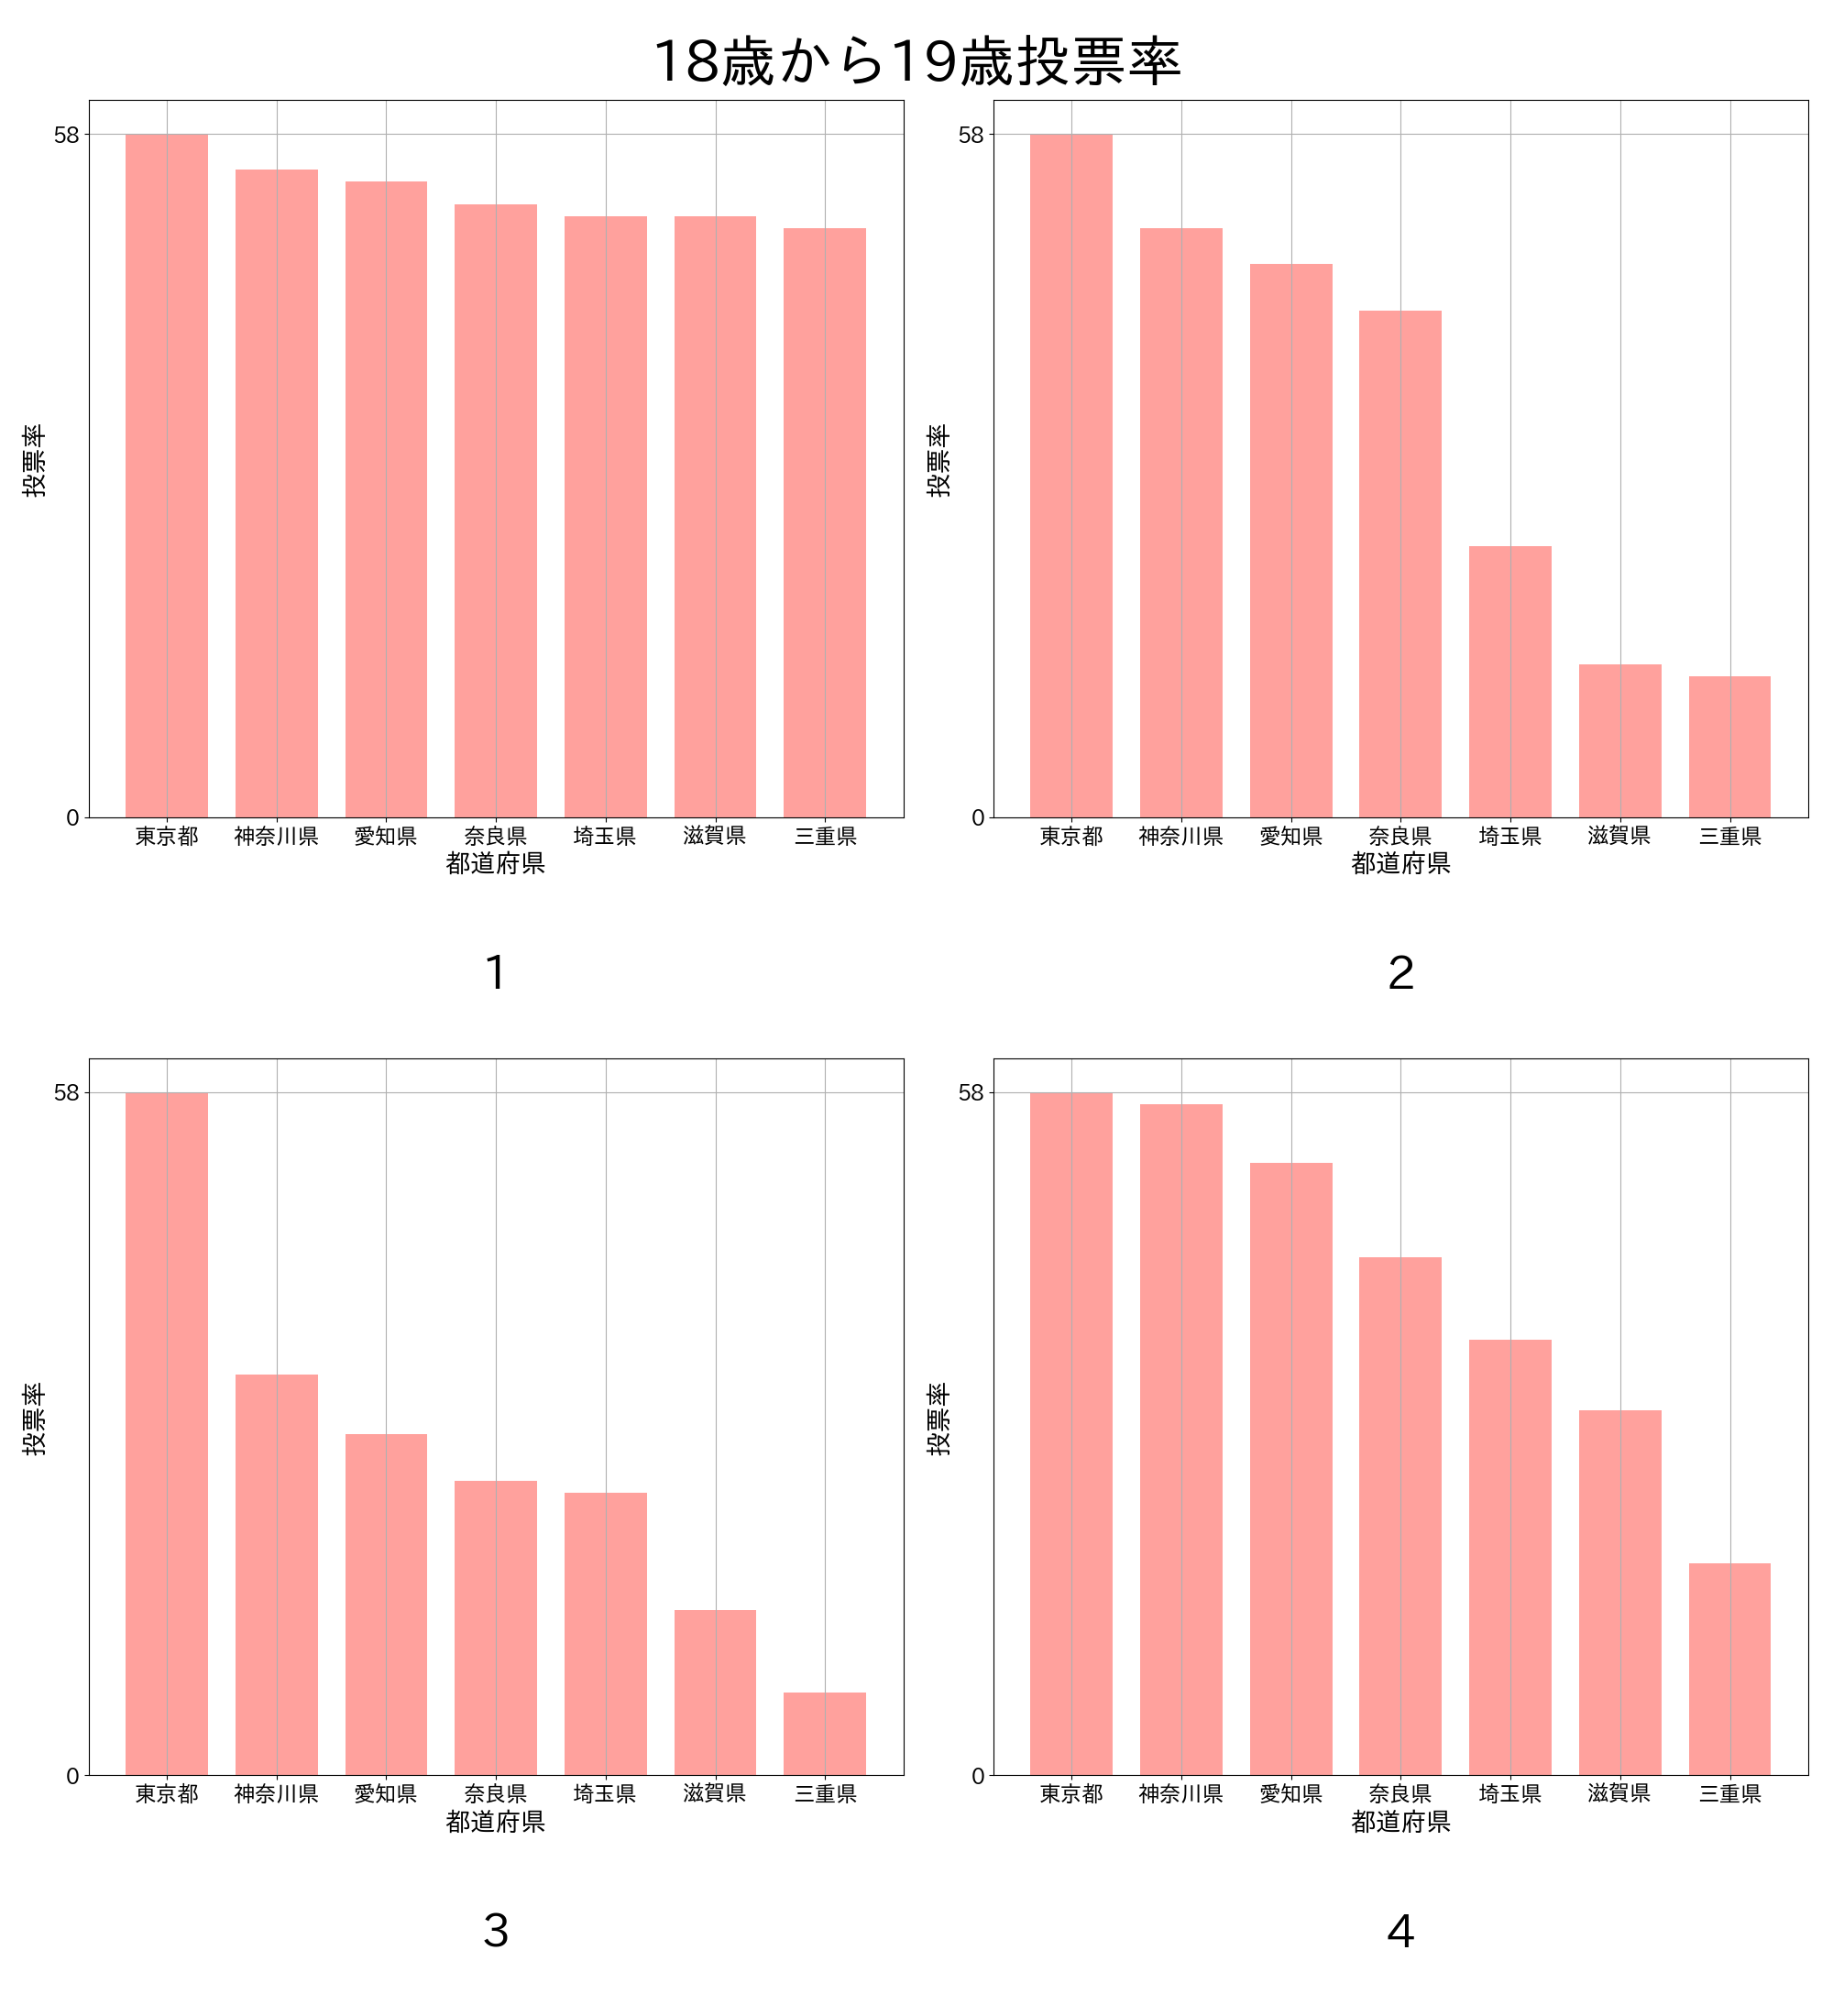 18歳から19歳投票率
58
0
投票率
東京都 神奈川県 愛知県 奈良県 埼玉県 滋賀県 三重県
都道府県
1
58
0
投票率
東京都 神奈川県 愛知県 奈良県 埼玉県 滋賀県 三重県
都道府県
2
58
0
投票率
東京都 神奈川県 愛知県 奈良県 埼玉県 滋賀県 三重県
都道府県
3
58
0
投票率
東京都 神奈川県 愛知県 奈良県 埼玉県 滋賀県 三重県
都道府県
4